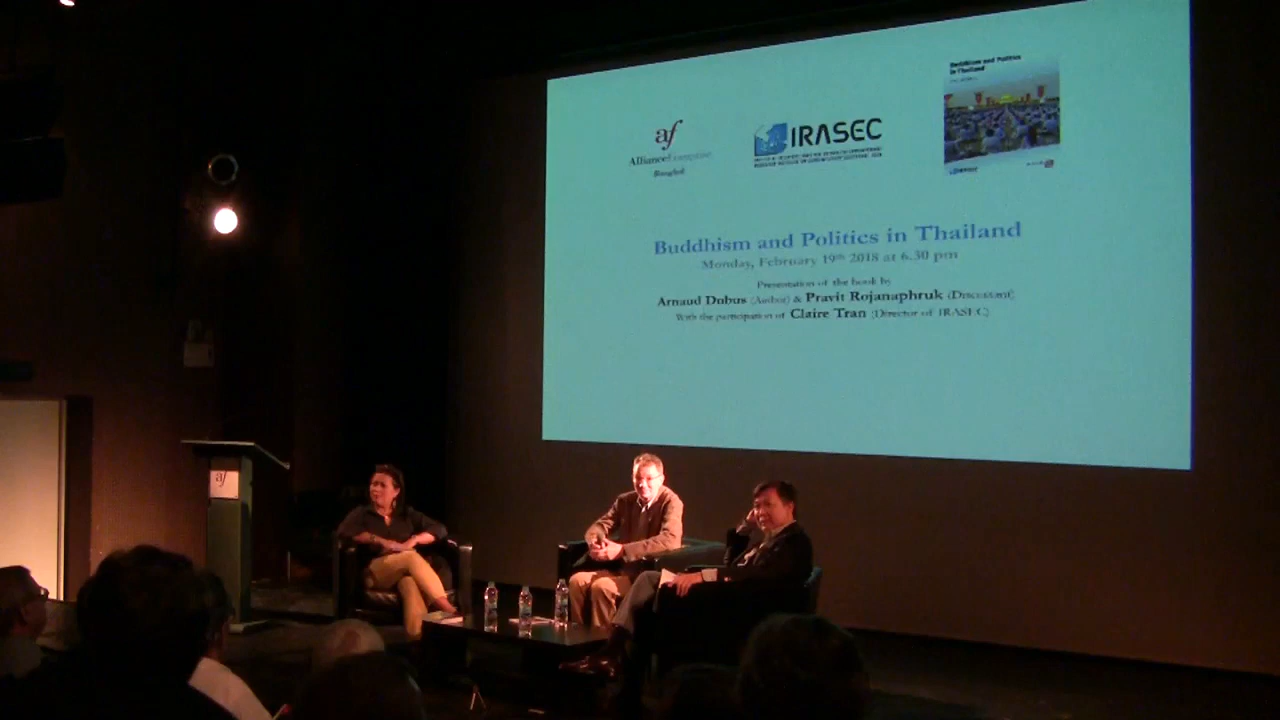 af
AllianceFrançaise
Bangkok
IRASEC
Buddhism and Politics
in Thailand
Buddhism and Politics in Thailand
Monday, February 19th 2018 at 6.30 pm
Presentation of the book by
Arnaud Dubus (Author) & Pravit Rojanaphruk (Discussant)
With the participation of Claire Tran (Director of IRASEC)
af